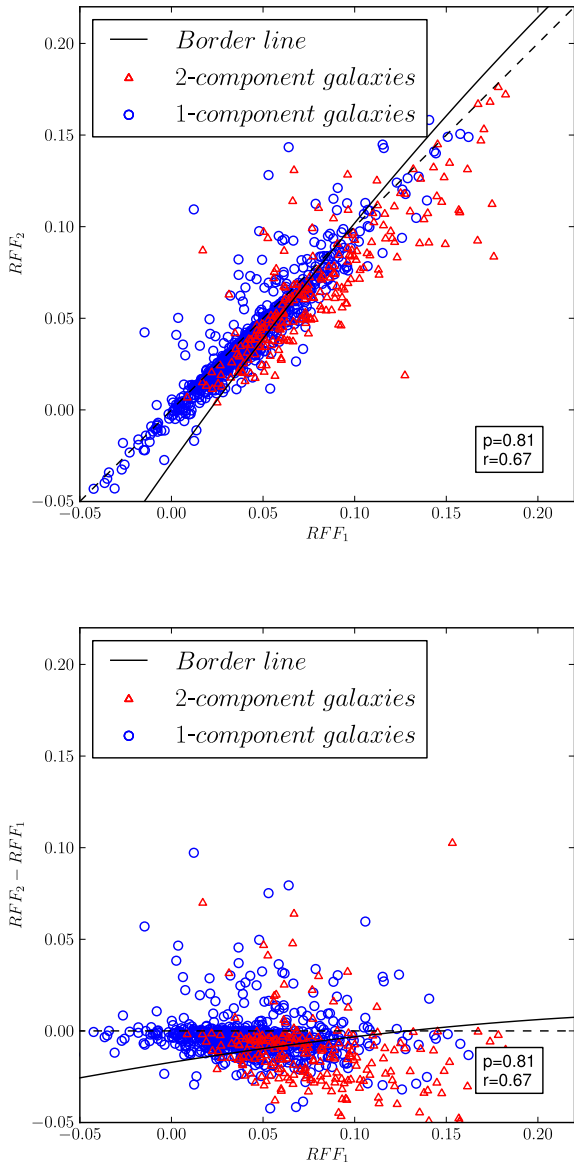 0.20
0.15
0.10
0.05
0.00
−0.05
RFF2
Border line
2-component galaxies
1-component galaxies
p=0.81
r=0.67
−0.05 0.00 0.05 0.10 0.15 0.20
RFF1
0.20
0.15
0.10
0.05
0.00
−0.05
RFF2 − RFF1
Border line
2-component galaxies
1-component galaxies
p=0.81
r=0.67
−0.05 0.00 0.05 0.10 0.15 0.20
RFF1